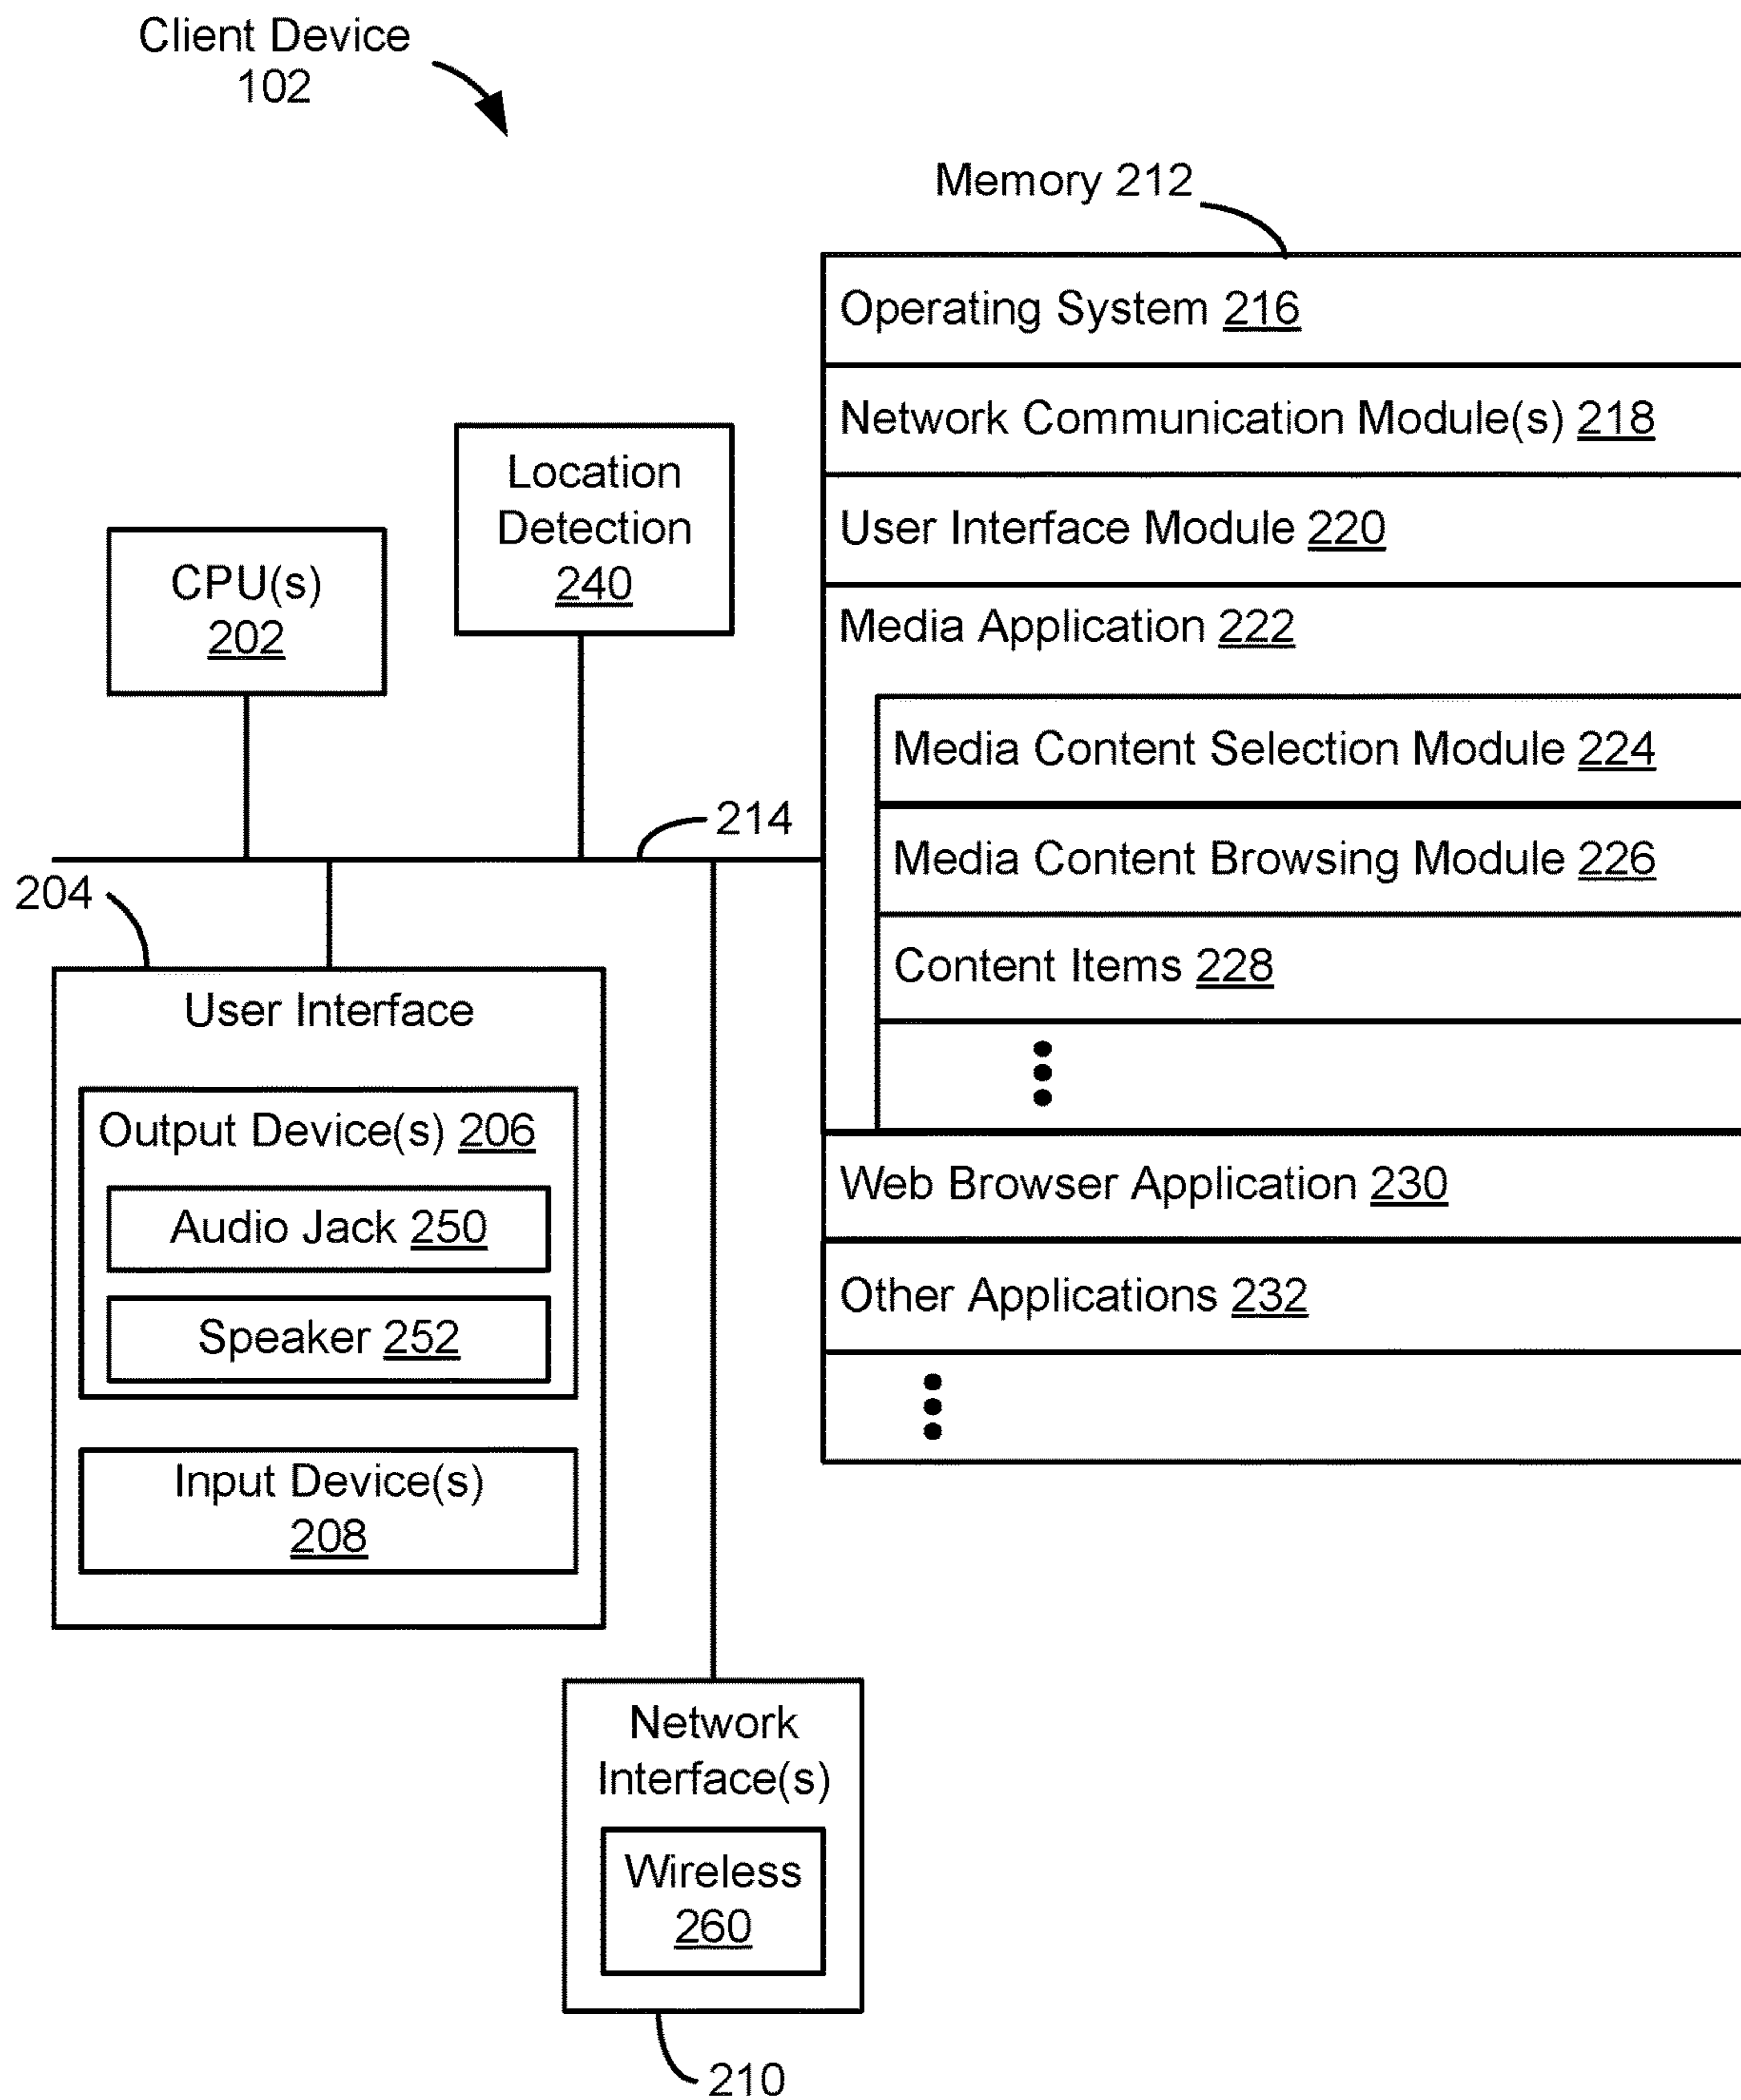 Client Device
102
Memory 212
Operating System 216
Network Communication Module(s) 218
User Interface Module 220
Media Application 222
Media Content Selection Module 224
Media Content Browsing Module 226
Content Items 228
Web Browser Application 230
Other Applications 232
Location
Detection
240
CPU(s)
202
214
204
User Interface
Output Device(s) 206
Audio Jack 250
Speaker 252
Input Device(s)
208
Network
Interface(s)
Wireless
260
210